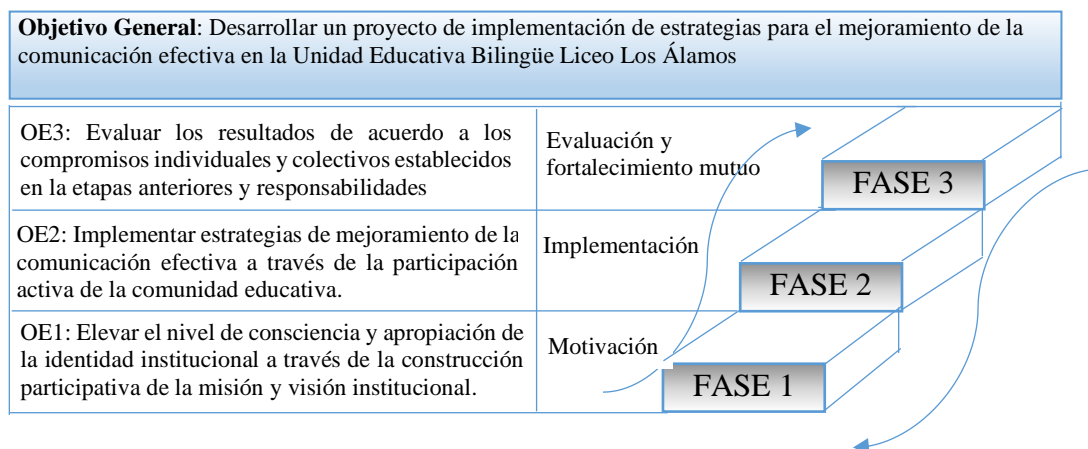 Objetivo General: Desarrollar un proyecto de implementación de estrategias para el mejoramiento de la
comunicación efectiva en la Unidad Educativa Bilingüe Liceo Los Álamos
OE3: Evaluar los resultados de acuerdo a los
compromisos individuales y colectivos establecidos
en la etapas anteriores y responsabilidades
Evaluación y
fortalecimiento mutuo
FASE 3
OE2: Implementar estrategias de mejoramiento de la
comunicación efectiva a través de la participación
activa de la comunidad educativa.
Implementación
FASE 2
OE1: Elevar el nivel de consciencia y apropiación de
la identidad institucional a través de la construcción
participativa de la misión y visión institucional.
Motivación
FASE 1